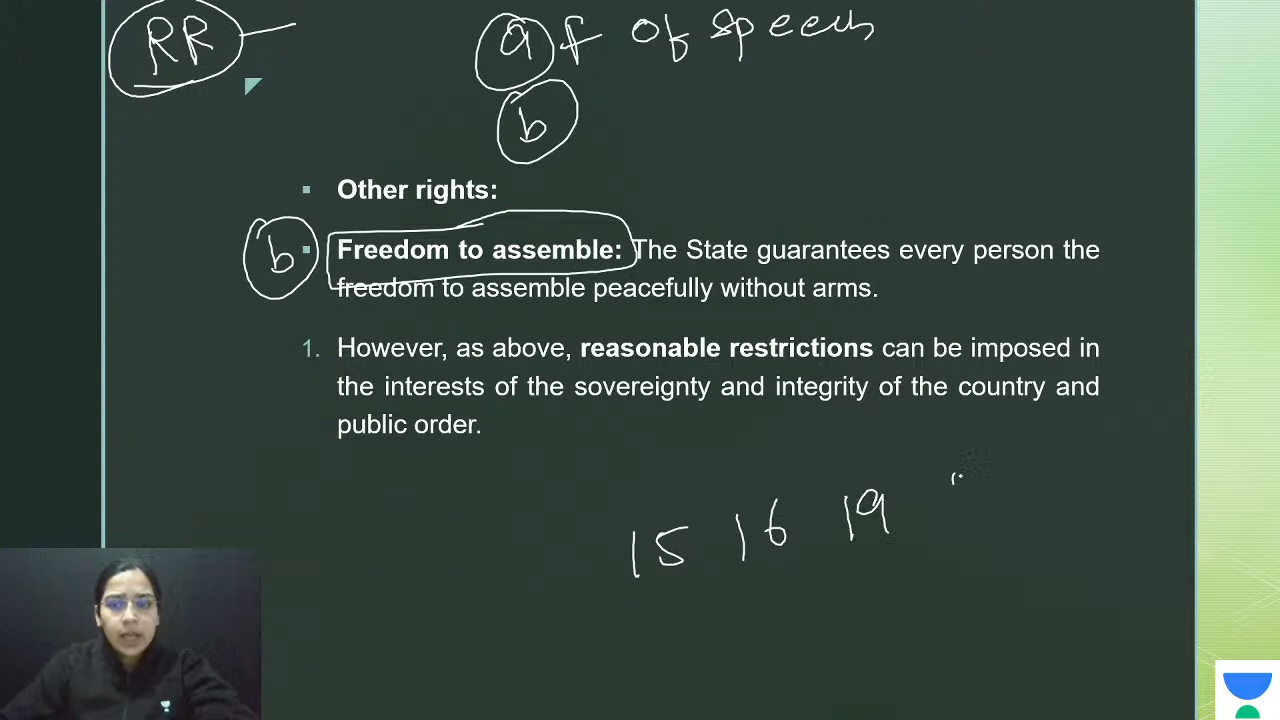 RR
a f of speech
b
Other rights:
b
Freedom to assemble: The State guarantees every person the
freedom to assemble peacefully without arms.
1. However, as above, reasonable restrictions can be imposed in
the interests of the sovereignty and integrity of the country and
public order.
15 16 19